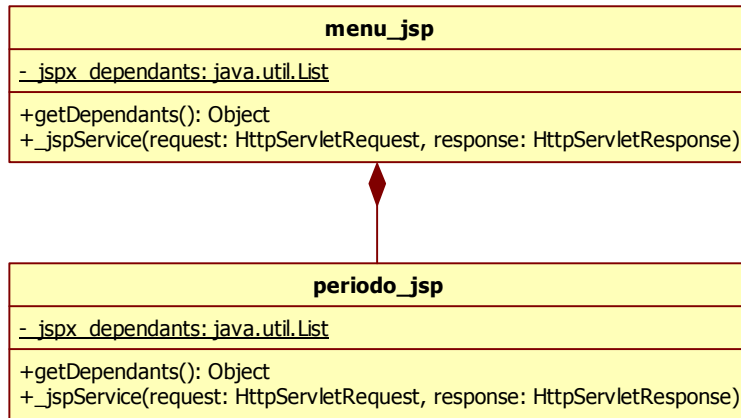 menu_jsp
- _jspx_dependants: java.util.List
+getDependants(): Object
+_jspService(request: HttpServletRequest, response: HttpServletResponse)
periodo_jsp
- _jspx_dependants: java.util.List
+getDependants(): Object
+_jspService(request: HttpServletRequest, response: HttpServletResponse)